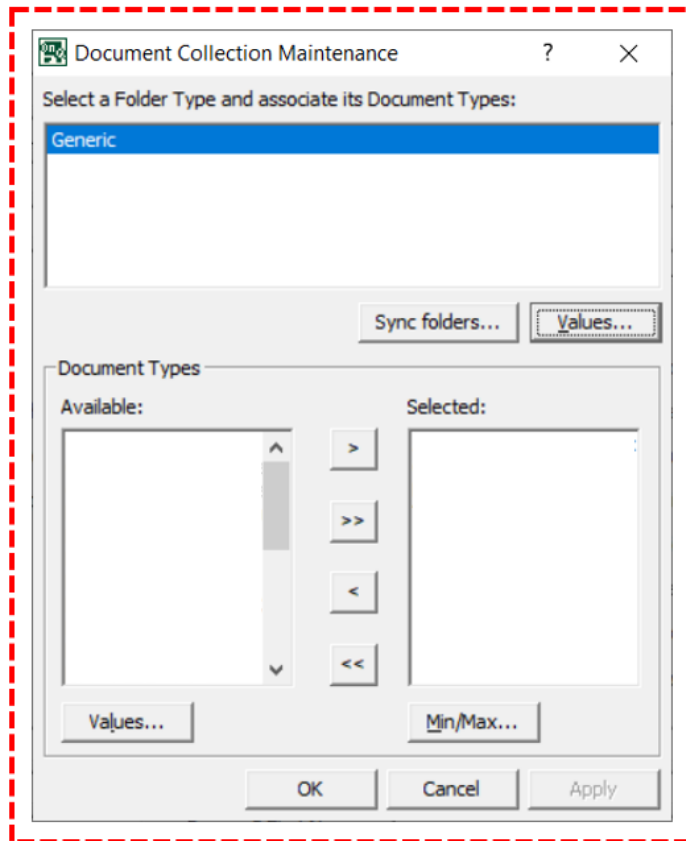 Document Collection Maintenance ?
Select a Folder Type and associate its Document Types:
Generic
Sync folders... Values...
Document Types
Available: Selected:
>
>>
<
<<
Values... Min/Max...
OK Cancel Apply